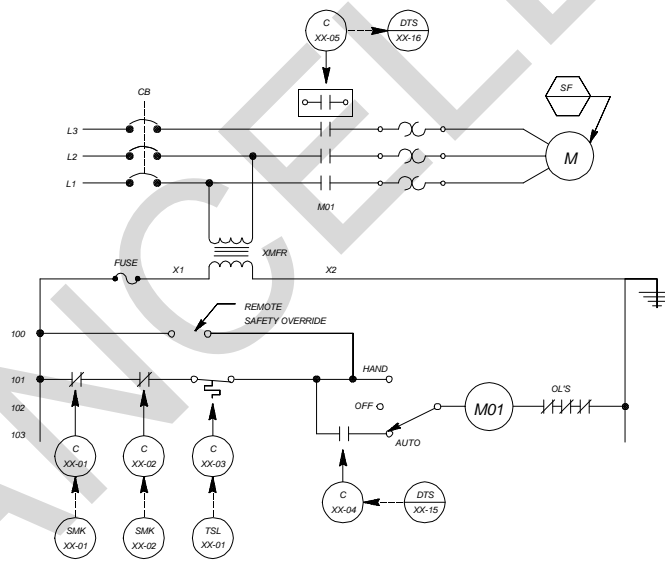 C
XX-05
DTS
XX-16
CB
SF
L3
L2
L1
M
M01
XMFR
FUSE
X1
X2
REMOTE
SAFETY OVERRIDE
100
101
102
103
HAND
OFF
AUTO
M01
OL'S
C
XX-01
C
XX-02
C
XX-03
C
XX-04
DTS
XX-15
SMK
XX-01
SMK
XX-02
TSL
XX-01
ANCELL